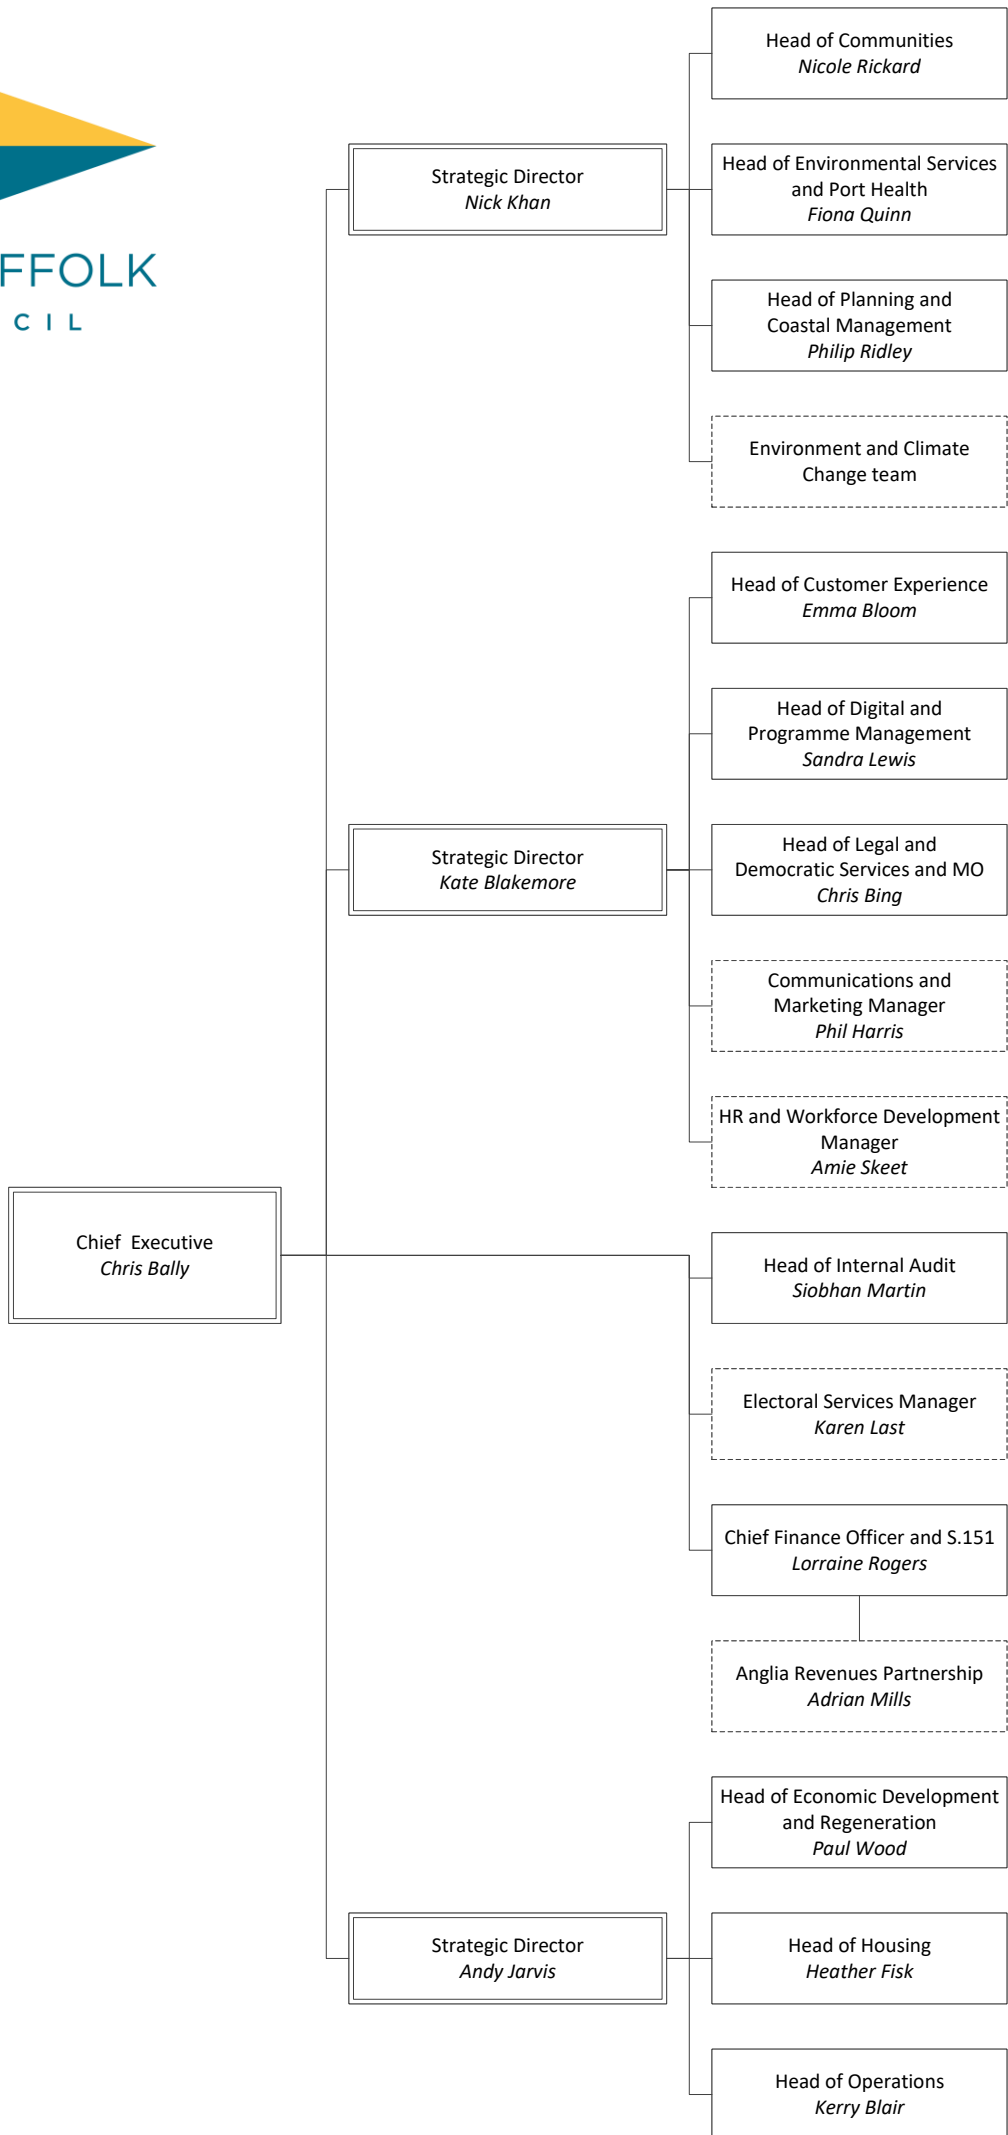 Head of Communities
Nicole Rickard
Strategic Director
Nick Khan
Head of Environmental Services
and Port Health
Fiona Quinn
FFOLK
C I L
Head of Planning and
Coastal Management
Philip Ridley
Environment and Climate
Change team
Head of Customer Experience
Emma Bloom
Head of Digital and
Programme Management
Sandra Lewis
Strategic Director
Kate Blakemore
Head of Legal and
Democratic Services and MO
Chris Bing
Communications and
Marketing Manager
Phil Harris
HR and Workforce Development
Manager
Amie Skeet
Chief Executive
Chris Bally
Head of Internal Audit
Siobhan Martin
Electoral Services Manager
Karen Last
Chief Finance Officer and S.151
Lorraine Rogers
Anglia Revenues Partnership
Adrian Mills
Head of Economic Development
and Regeneration
Paul Wood
Strategic Director
Andy Jarvis
Head of Housing
Heather Fisk
Head of Operations
Kerry Blair